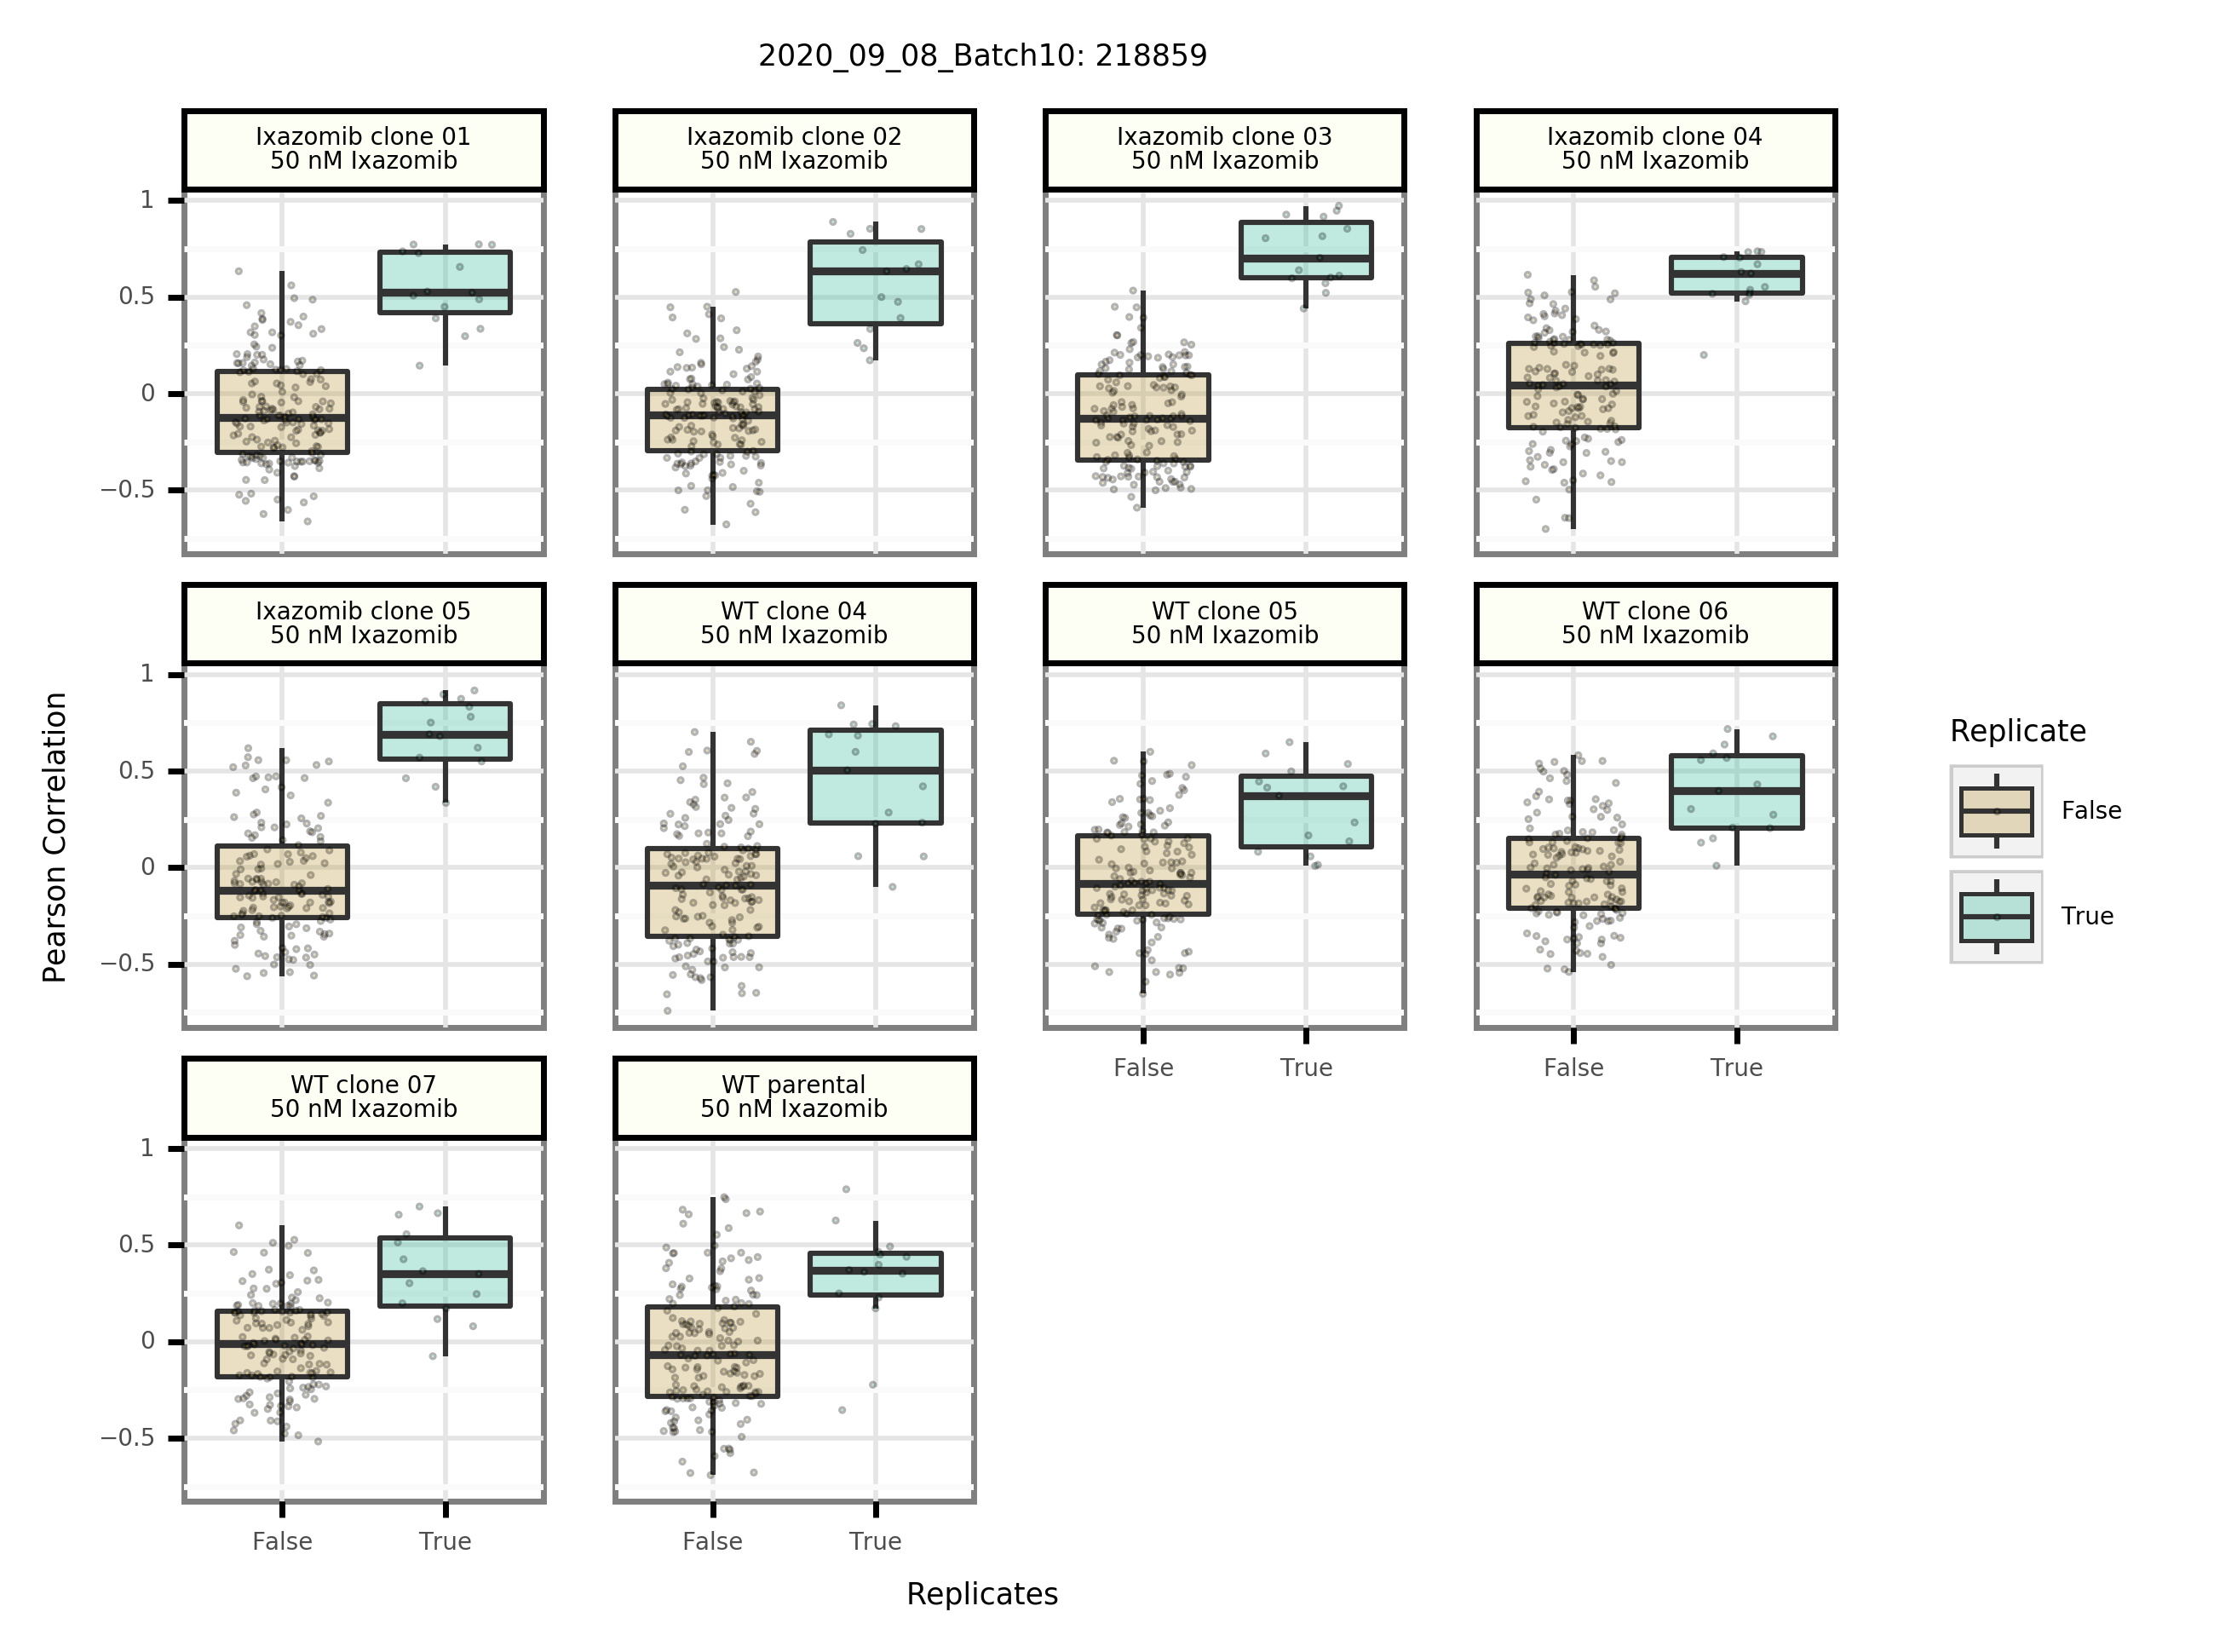 2020_09_08_Batch10: 218859
Ixazomib clone 01
50 nM Ixazomib
Ixazomib clone 02
50 nM Ixazomib
Ixazomib clone 03
50 nM Ixazomib
Ixazomib clone 04
50 nM Ixazomib
1
0.5
0
−0.5
Ixazomib clone 05
50 nM Ixazomib
WT clone 04
50 nM Ixazomib
WT clone 05
50 nM Ixazomib
WT clone 06
50 nM Ixazomib
1
0.5
0
−0.5
False
True
False
True
WT clone 07
50 nM Ixazomib
WT parental
50 nM Ixazomib
1
0.5
0
−0.5
False
True
False
True
Pearson Correlation
Replicates
Replicate
False
True